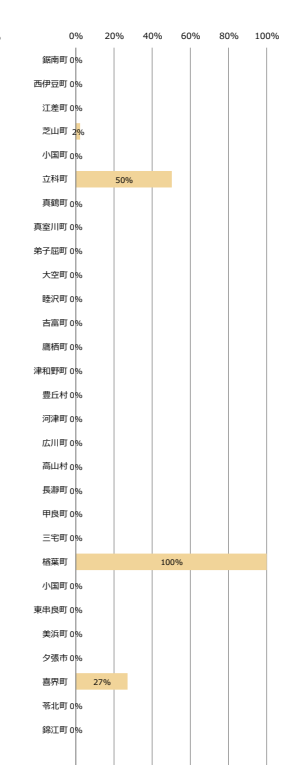 0% 20% 40% 60% 80% 100%
鋸南町 0%
西伊豆町 0%
江差町 0%
芝山町 2%
小国町 0%
立科町 50%
真鶴町 0%
真室川町 0%
弟子屈町 0%
大空町 0%
睦沢町 0%
吉富町 0%
鷹栖町 0%
津和野町 0%
豊丘村 0%
河津町 0%
広川町 0%
高山村 0%
長瀞町 0%
甲良町 0%
三宅町 0%
楢葉町 100%
小国町 0%
東串良町 0%
美浜町 0%
夕張市 0%
喜界町 27%
苓北町 0%
錦江町 0%